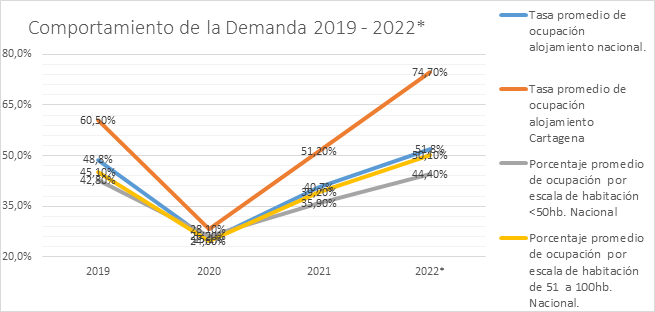 Comportamiento de la Demanda 2019 - 2022*
80,0%
65,0%
50,0%
35,0%
20,0%
60,50%
48,8%
45,10%
42,80%
28,10%
24,60%
51,20%
40,7%
39,20%
35,90%
74,70%
51,8%
50,10%
44,40%
2019 2020 2021 2022*
Tasa promedio de
ocupación
alojamiento nacional.
Tasa promedio de
ocupación
alojamiento
Cartagena
Porcentaje promedio
de ocupación por
escala de habitación
<50hb. Nacional
Porcentaje promedio
de ocupación por
escala de habitación
de 51 a 100hb.
Nacional.